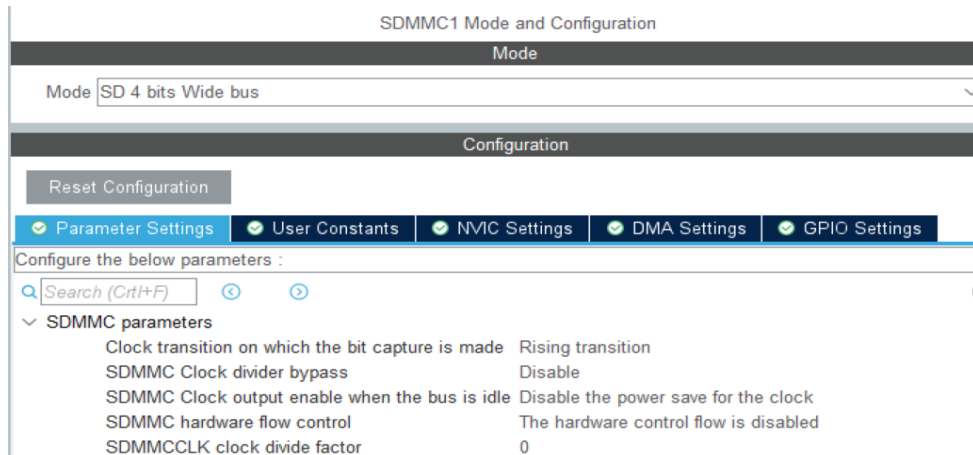 SDMMC1 Mode and Configuration
Mode
Mode SD 4 bits Wide bus
Configuration
Reset Configuration
Parameter Settings User Constants NVIC Settings DMA Settings GPIO Settings
Configure the below parameters :
Search (Crtl+F)
SDMMC parameters
Clock transition on which the bit capture is made Rising transition
SDMMC Clock divider bypass Disable
SDMMC Clock output enable when the bus is idle Disable the power save for the clock
SDMMC hardware flow control The hardware control flow is disabled
SDMMCCLK clock divide factor 0